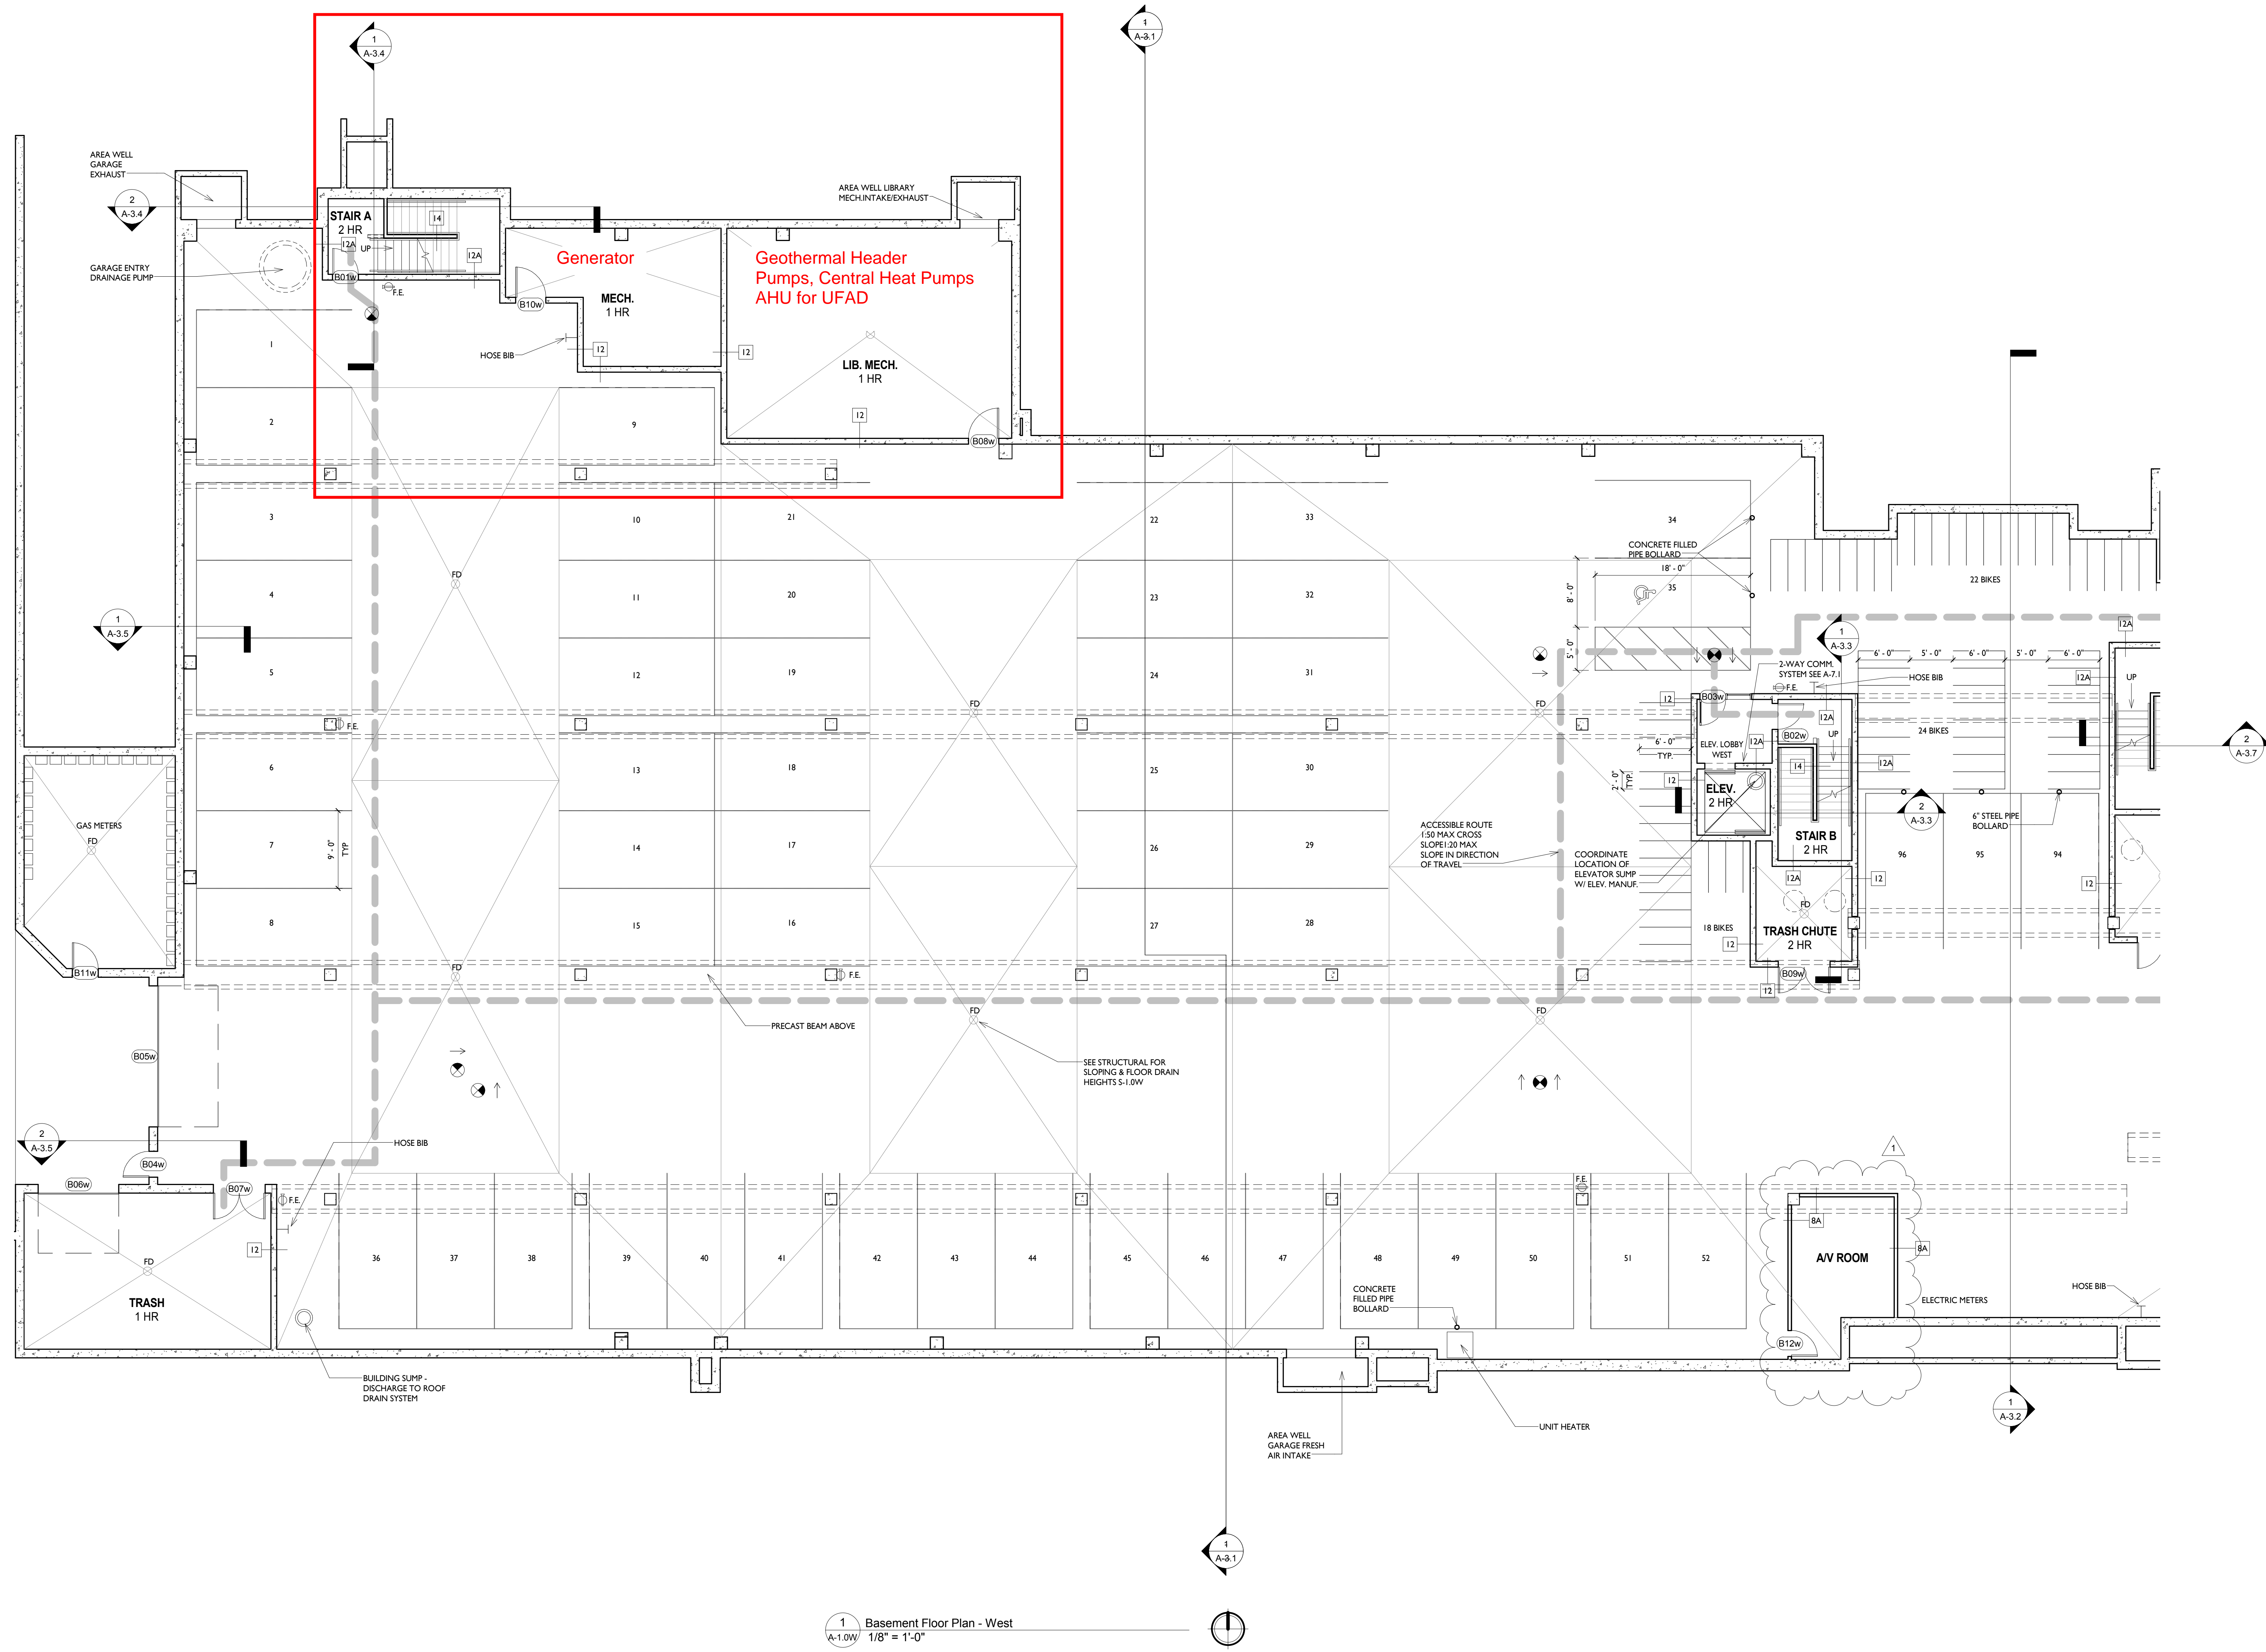 1
A-3.4
1
A-3.1
AREA WELL
GARAGE
EXHAUST
2
A-3.4
STAIR A
2 HR
14
12A
UP
12A
B01w
F.E.
AREA WELL LIBRARY
MECH.INTAKE/EXHAUST
GARAGE ENTRY
DRAINAGE PUMP
Generator
Geothermal Header
Pumps, Central Heat Pumps
AHU for UFAD
B10w
MECH.
1 HR
HOSE BIB
12
12
LIB. MECH.
1 HR
12
B08w
1
2
9
3
10
21
22
33
34
CONCRETE FILLED
PIPE BOLLARD
18' - 0"
8' - 0"
35
5' - 0"
22 BIKES
FD
4
11
20
23
32
1
A-3.5
5
12
19
24
31
1
A-3.3
12A
6' - 0"
5' - 0"
6' - 0"
5' - 0"
6' - 0"
2-WAY COMM.
SYSTEM SEE A-7.1
F.E.
HOSE BIB
12A
UP
12
B03w
12A
FD
FD
F.E.
B02w
UP
24 BIKES
2
A-3.7
ELEV. LOBBY
WEST
12A
6' - 0"
TYP.
2' - 0"
TYP.
12
14
12A
6
13
18
25
30
ELEV.
2 HR
2
A-3.3
6" STEEL PIPE
BOLLARD
GAS METERS
FD
7
9' - 0"
TYP
14
17
26
29
ACCESSIBLE ROUTE
1:50 MAX CROSS
SLOPE1:20 MAX
SLOPE IN DIRECTION
OF TRAVEL
COORDINATE
LOCATION OF
ELEVATOR SUMP
W/ ELEV. MANUF.
STAIR B
2 HR
12A
12
96
95
94
12
8
15
16
27
28
18 BIKES
FD
TRASH CHUTE
2 HR
12
B11w
FD
F.E.
B09w
12
FD
FD
PRECAST BEAM ABOVE
B05w
SEE STRUCTURAL FOR
SLOPING & FLOOR DRAIN
HEIGHTS S-1.0W
2
A-3.5
HOSE BIB
B04w
B06w
B07w
F.E.
F.E.
1
12
8A
8A
FD
36
37
38
39
40
41
42
43
44
45
46
47
48
49
50
51
52
A/V ROOM
TRASH
1 HR
CONCRETE
FILLED PIPE
BOLLARD
ELECTRIC METERS
HOSE BIB
B12w
BUILDING SUMP -
DISCHARGE TO ROOF
DRAIN SYSTEM
UNIT HEATER
AREA WELL
GARAGE FRESH
AIR INTAKE
1
A-3.2
1
A-3.1
1
A-1.0W
Basement Floor Plan - West
1/8" = 1'-0"